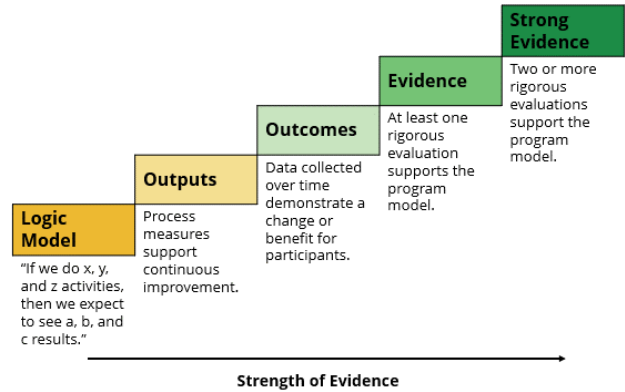 Logic
Model
“If we do x, y,
and z activities,
then we expect
to see a, b, and
c results.”
Outputs
Process
measures
support
continuous
improvement.
Outcomes
Data collected
over time
demonstrate a
change or
benefit for
participants.
Evidence
At least one
rigorous
evaluation
supports the
program
model.
Strong
Evidence
Two or more
rigorous
evaluations
support the
program
model.
Strength of Evidence